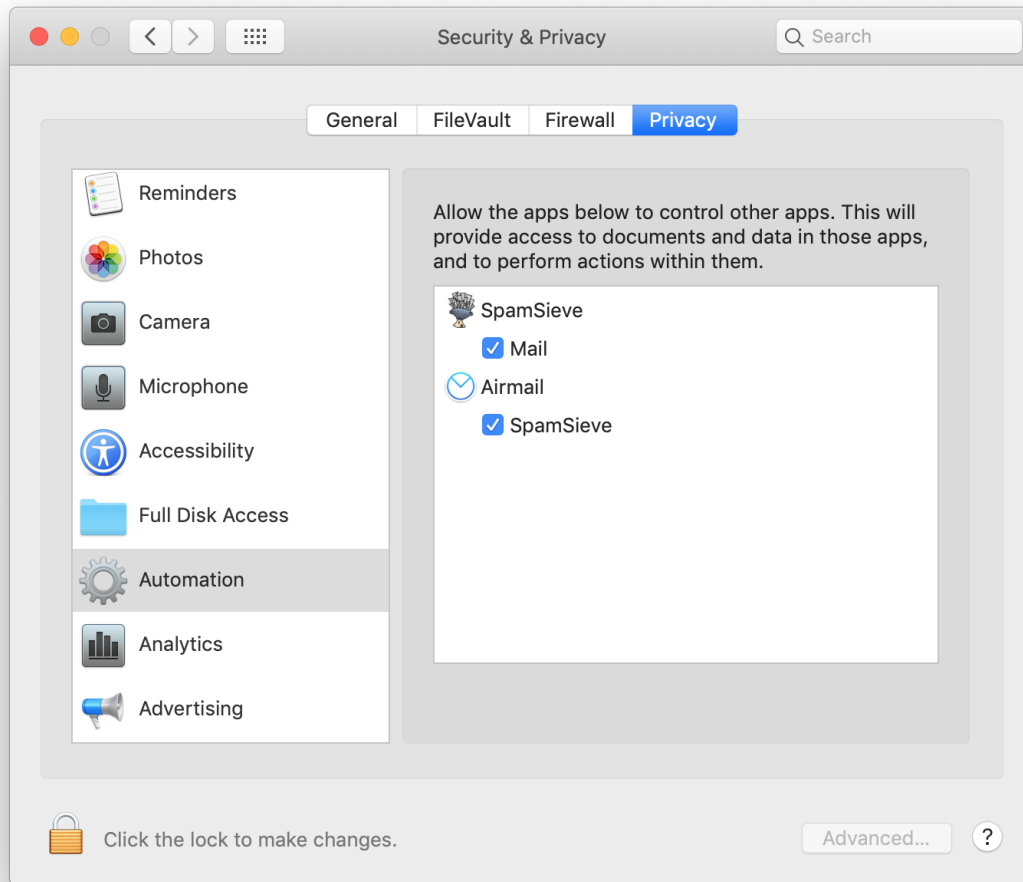 Security & Privacy
Search
General
FileVault
Firewall
Privacy
Reminders
Photos
Camera
Microphone
Accessibility
Full Disk Access
Automation
Analytics
Advertising
Allow the apps below to control other apps. This will
provide access to documents and data in those apps,
and to perform actions within them.
SpamSieve
Mail
Airmail
SpamSieve
Click the lock to make changes.
Advanced...
?